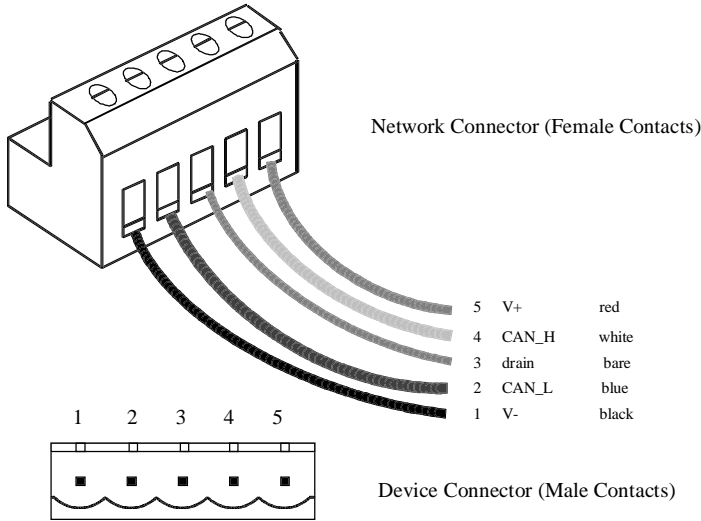 Network Connector (Female Contacts)
5 V+ red
4 CAN_H white
3 drain bare
2 CAN_L blue
1 V- black
1 2 3 4 5
Device Connector (Male Contacts)